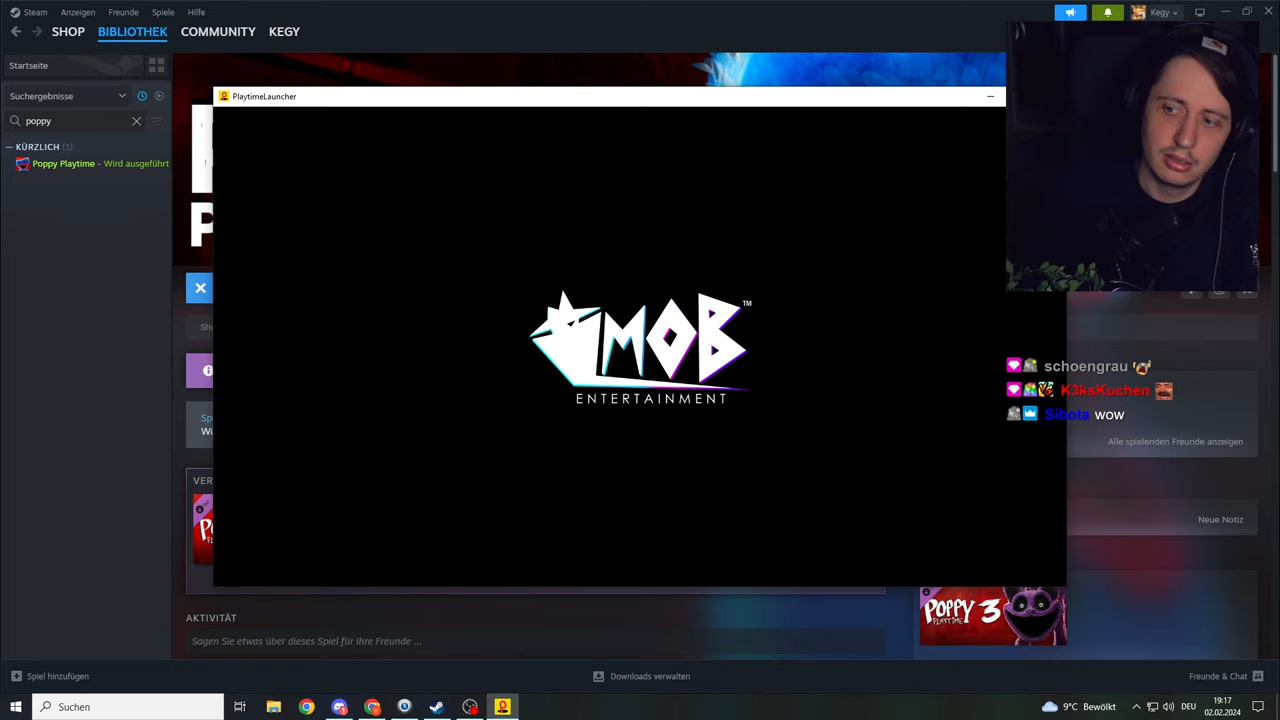 Steam Anzeigen Freunde Spiele Hilfe
Kegy
SHOP BIBLIOTHEK COMMUNITY KEGY
Startseite
Suchergebnisse
poppy
KÜRZLICH (1)
Poppy Playtime - Wird ausgeführt
PlaytimeLauncher
MOB
TM
ENTERTAINMENT
schoengrau
K3ksKuchen
Sibota wow
Alle spielenden Freunde anzeigen
Neue Notiz
AKTIVITÄT
Sagen Sie etwas über dieses Spiel für Ihre Freunde ...
POPPY 3
PLAYTIME
Spiel hinzufügen
Downloads verwalten
Freunde & Chat
Suchen
9°C Bewölkt
DEU
19:17
02.02.2024